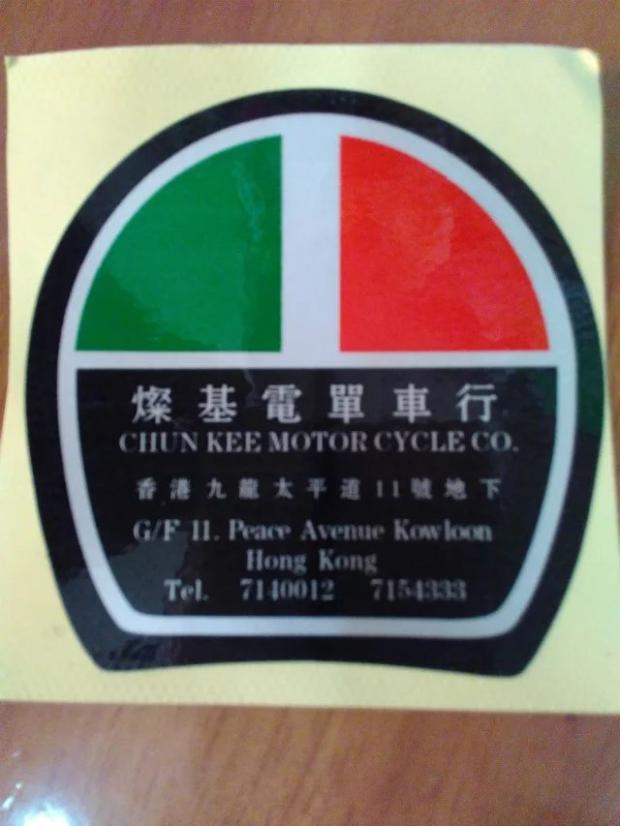 燦基電單車行
CHUN KEE MOTOR CYCLE CO.
香港九龍太平道11號地下
G/F 11. Peace Avenue Kowloon
Hong Kong
Tel. 7140012 7154333